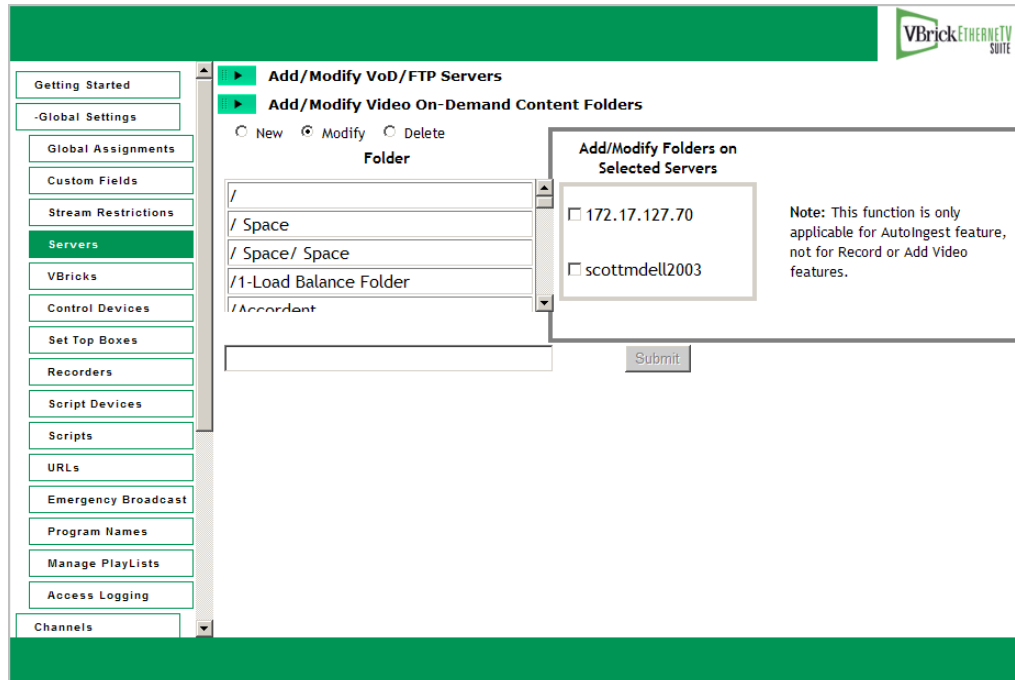 VBrick ETHERNETV
SUITE
Getting Started
-Global Settings
Global Assignments
Custom Fields
Stream Restrictions
Servers
VBricks
Control Devices
Set Top Boxes
Recorders
Script Devices
Scripts
URLs
Emergency Broadcast
Program Names
Manage PlayLists
Access Logging
Channels
Add/Modify VoD/FTP Servers
Add/Modify Video On-Demand Content Folders
New Modify Delete
Folder
/
/ Space
/ Space/ Space
/1-Load Balance Folder
/Accordent
Add/Modify Folders on
Selected Servers
172.17.127.70
scottmdell2003
Note: This function is only
applicable for AutoIngest feature,
not for Record or Add Video
features.
Submit